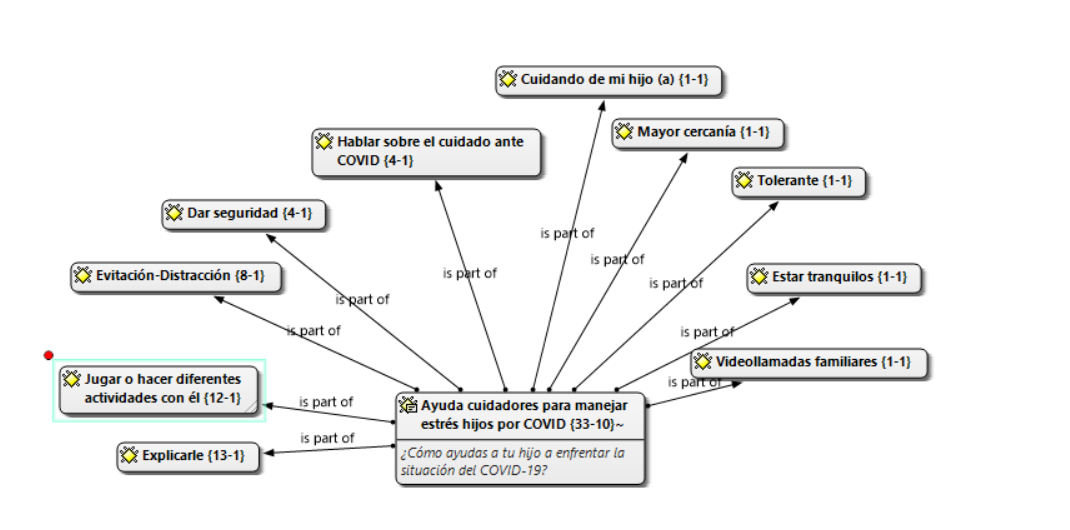 Cuidando de mi hijo (a) {1-1}
Mayor cercanía {1-1}
Hablar sobre el cuidado ante
COVID {4-1}
Tolerante {1-1}
Dar seguridad {4-1}
is part of
is part of
Evitación-Distracción {8-1}
is part of
Estar tranquilos {1-1}
is part of
is part of
is part of
is part of
Videollamadas familiares {1-1}
is part of
Jugar o hacer diferentes
actividades con él {12-1}
is part of
Ayuda cuidadores para manejar
estrés hijos por COVID {33-10}~
is part of
Explicarle {13-1}
¿Cómo ayudas a tu hijo a enfrentar la
situación del COVID-19?